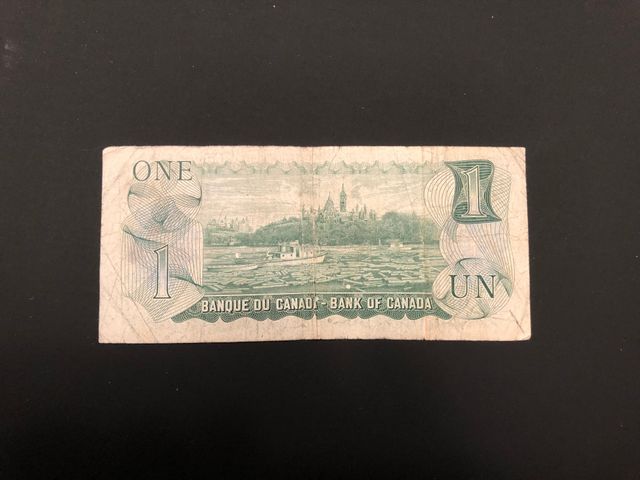 ONE
1
1
UN
BANQUE DU CANADA - BANK OF CANADA